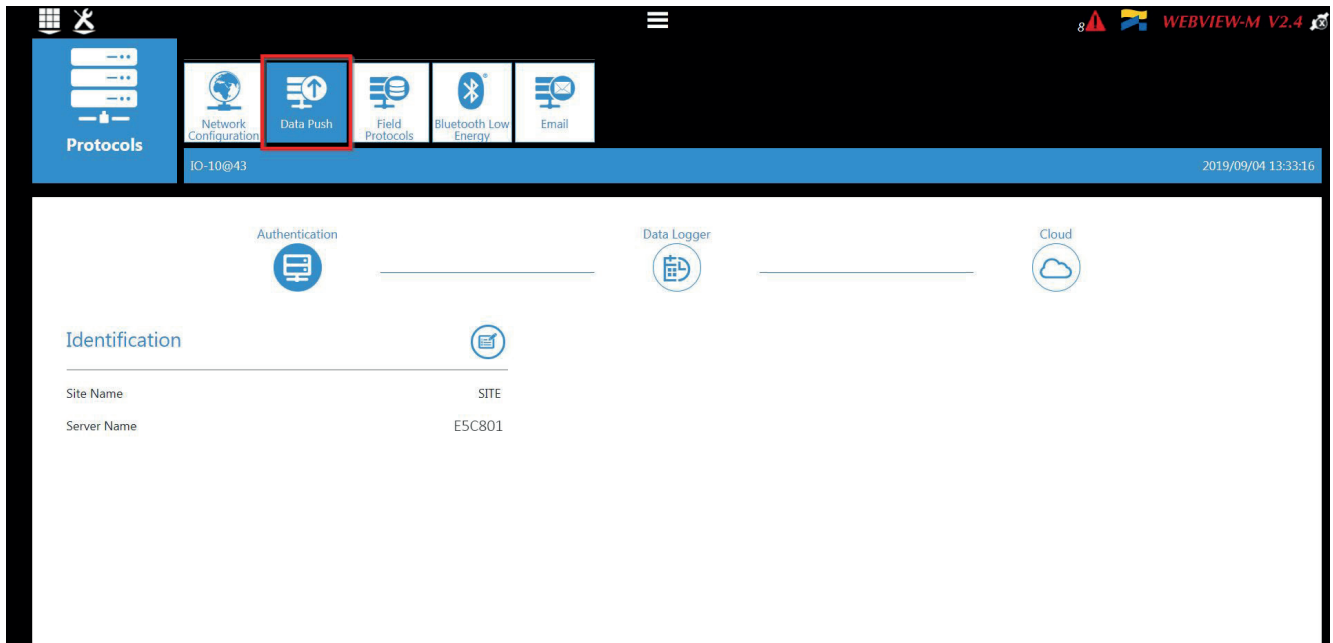 8
WEBVIEW-M V2.4
Protocols
Network
Configuration
Data Push
Field
Protocols
Bluetooth Low
Energy
Email
IO-10@43
2019/09/04 13:33:16
Authentication
Data Logger
Cloud
Identification
Site Name SITE
Server Name E5C801